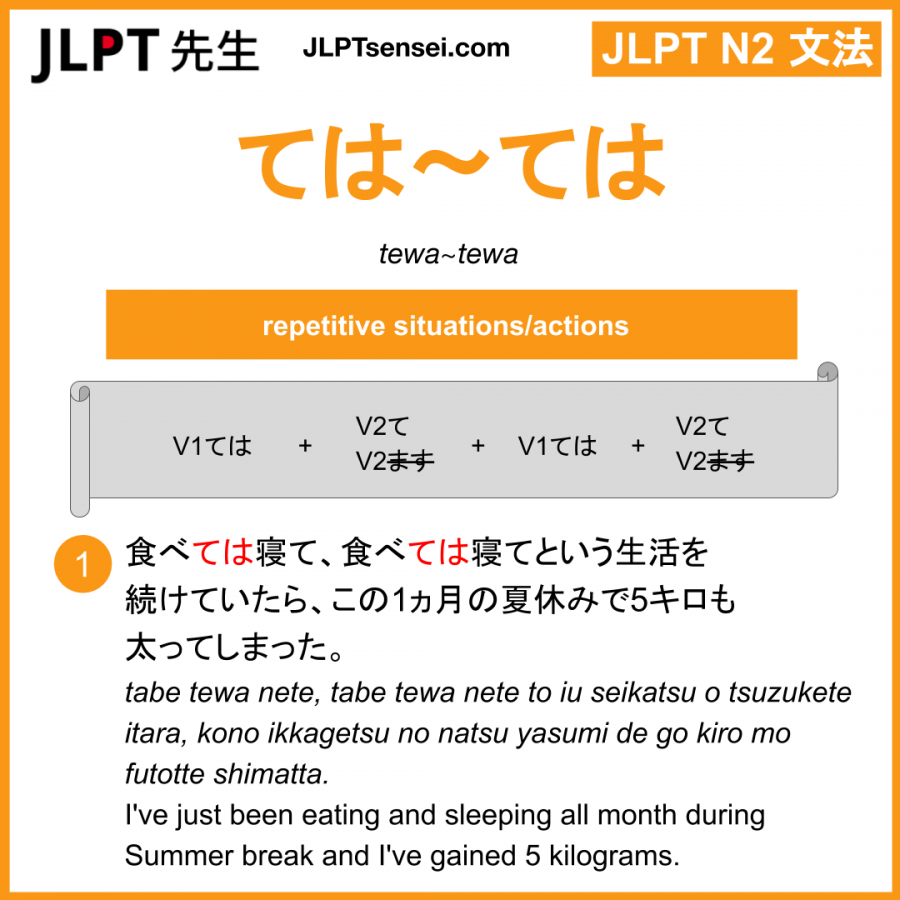 JLPT 先生
JLPTsensei.com
JLPT N2 文法
ては～ては
tewa~tewa
repetitive situations/actions
V1ては + V2て + V1ては + V2て
V2ます V2ます
1
食べては寝て、食べては寝てという生活を
続けていたら、この1ヵ月の夏休みで5キロも
太ってしまった。
tabe tewa nete, tabe tewa nete to iu seikatsu o tsuzukete
itara, kono ikkagetsu no natsu yasumi de go kiro mo
futotte shimatta.
I've just been eating and sleeping all month during
Summer break and I've gained 5 kilograms.